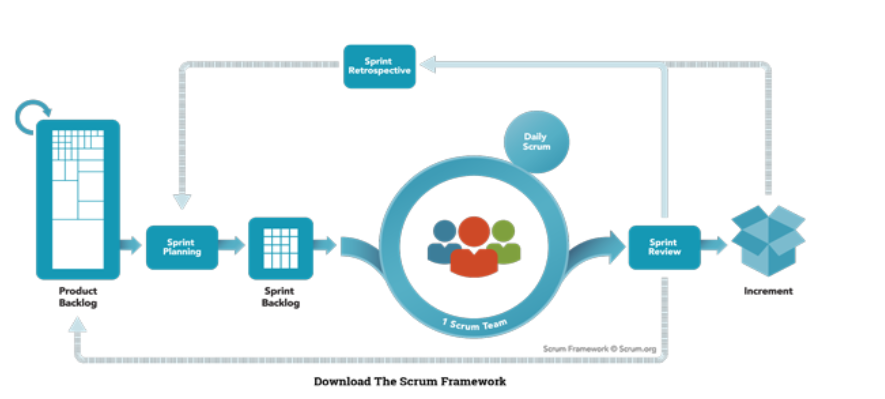 Sprint
Retrospective
Daily
Scrum
Sprint
Planning
Sprint
Review
Product
Backlog
Sprint
Backlog
Increment
1 Scrum Team
Scrum Framework © Scrum.org
Download The Scrum Framework